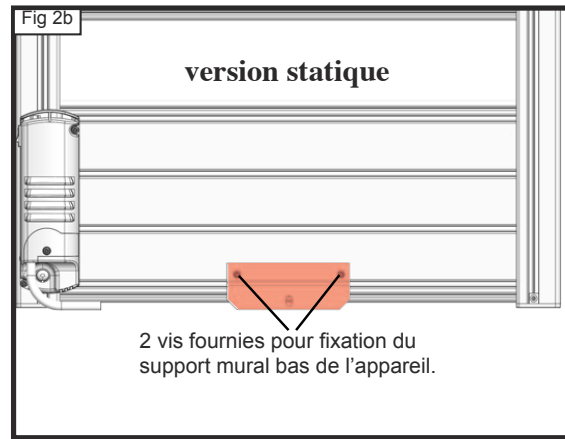 Fig 2b
version statique
2 vis fournies pour fixation du
support mural bas de l’appareil.